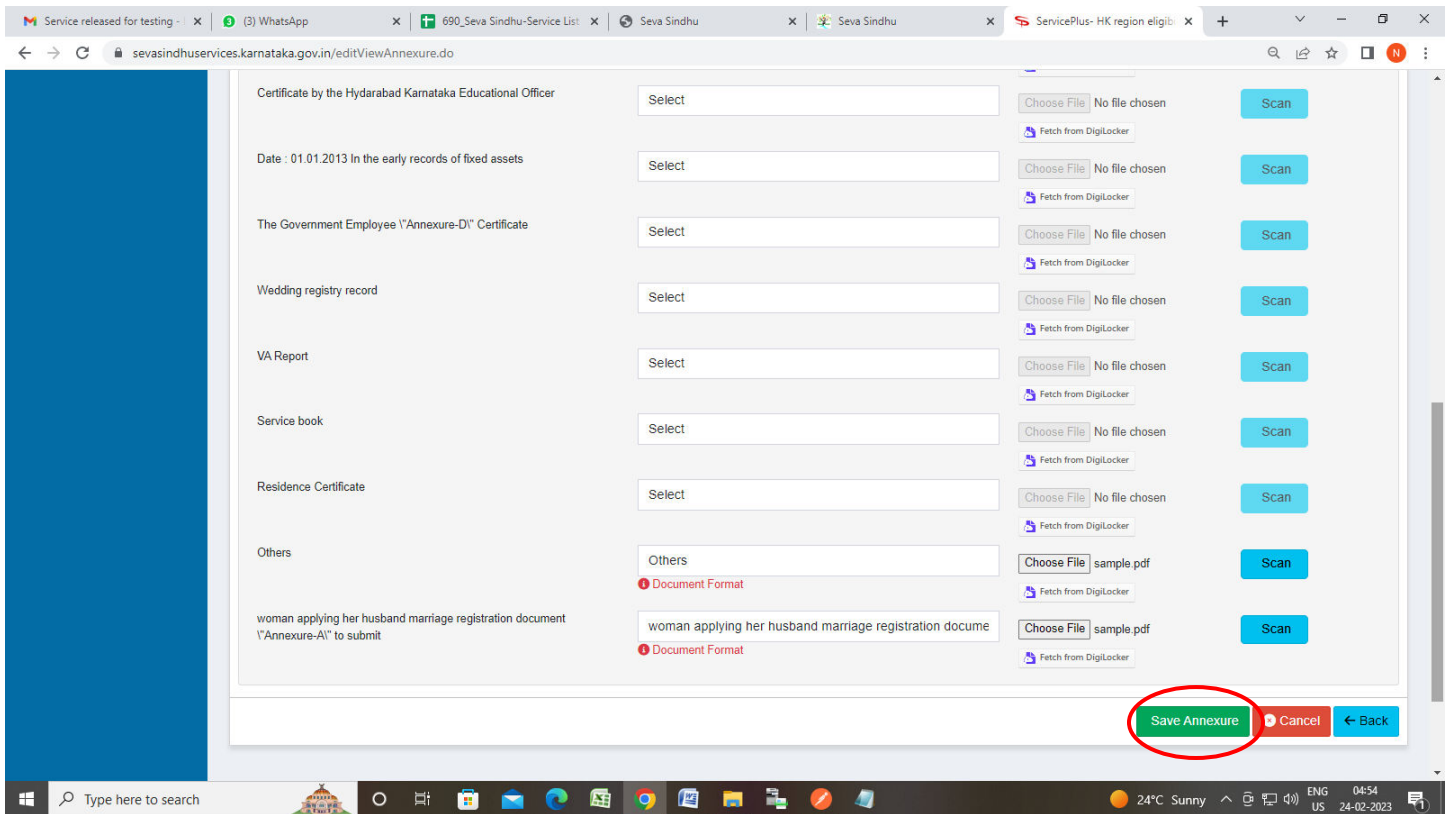 Service released for testing -
(3) WhatsApp
690_Seva Sindhu-Service List
Seva Sindhu
Seva Sindhu
ServicePlus- HK region eligib
sevasindhuservices.karnataka.gov.in/editViewAnnexure.do
N
Certificate by the Hydarabad Karnataka Educational Officer
Select
Choose File No file chosen
Scan
Fetch from DigiLocker
Date : 01.01.2013 In the early records of fixed assets
Select
Choose File No file chosen
Scan
Fetch from DigiLocker
The Government Employee \"Annexure-D\" Certificate
Select
Choose File No file chosen
Scan
Fetch from DigiLocker
Wedding registry record
Select
Choose File No file chosen
Scan
Fetch from DigiLocker
VA Report
Select
Choose File No file chosen
Scan
Fetch from DigiLocker
Service book
Select
Choose File No file chosen
Scan
Fetch from DigiLocker
Residence Certificate
Select
Choose File No file chosen
Scan
Fetch from DigiLocker
Others
Others
Choose File sample.pdf
Scan
Document Format
Fetch from DigiLocker
woman applying her husband marriage registration document
\"Annexure-A\" to submit
woman applying her husband marriage registration docume
Choose File sample.pdf
Scan
Document Format
Fetch from DigiLocker
Save Annexure
Cancel
Back
Type here to search
24°C Sunny
ENG
US
04:54
24-02-2023
1